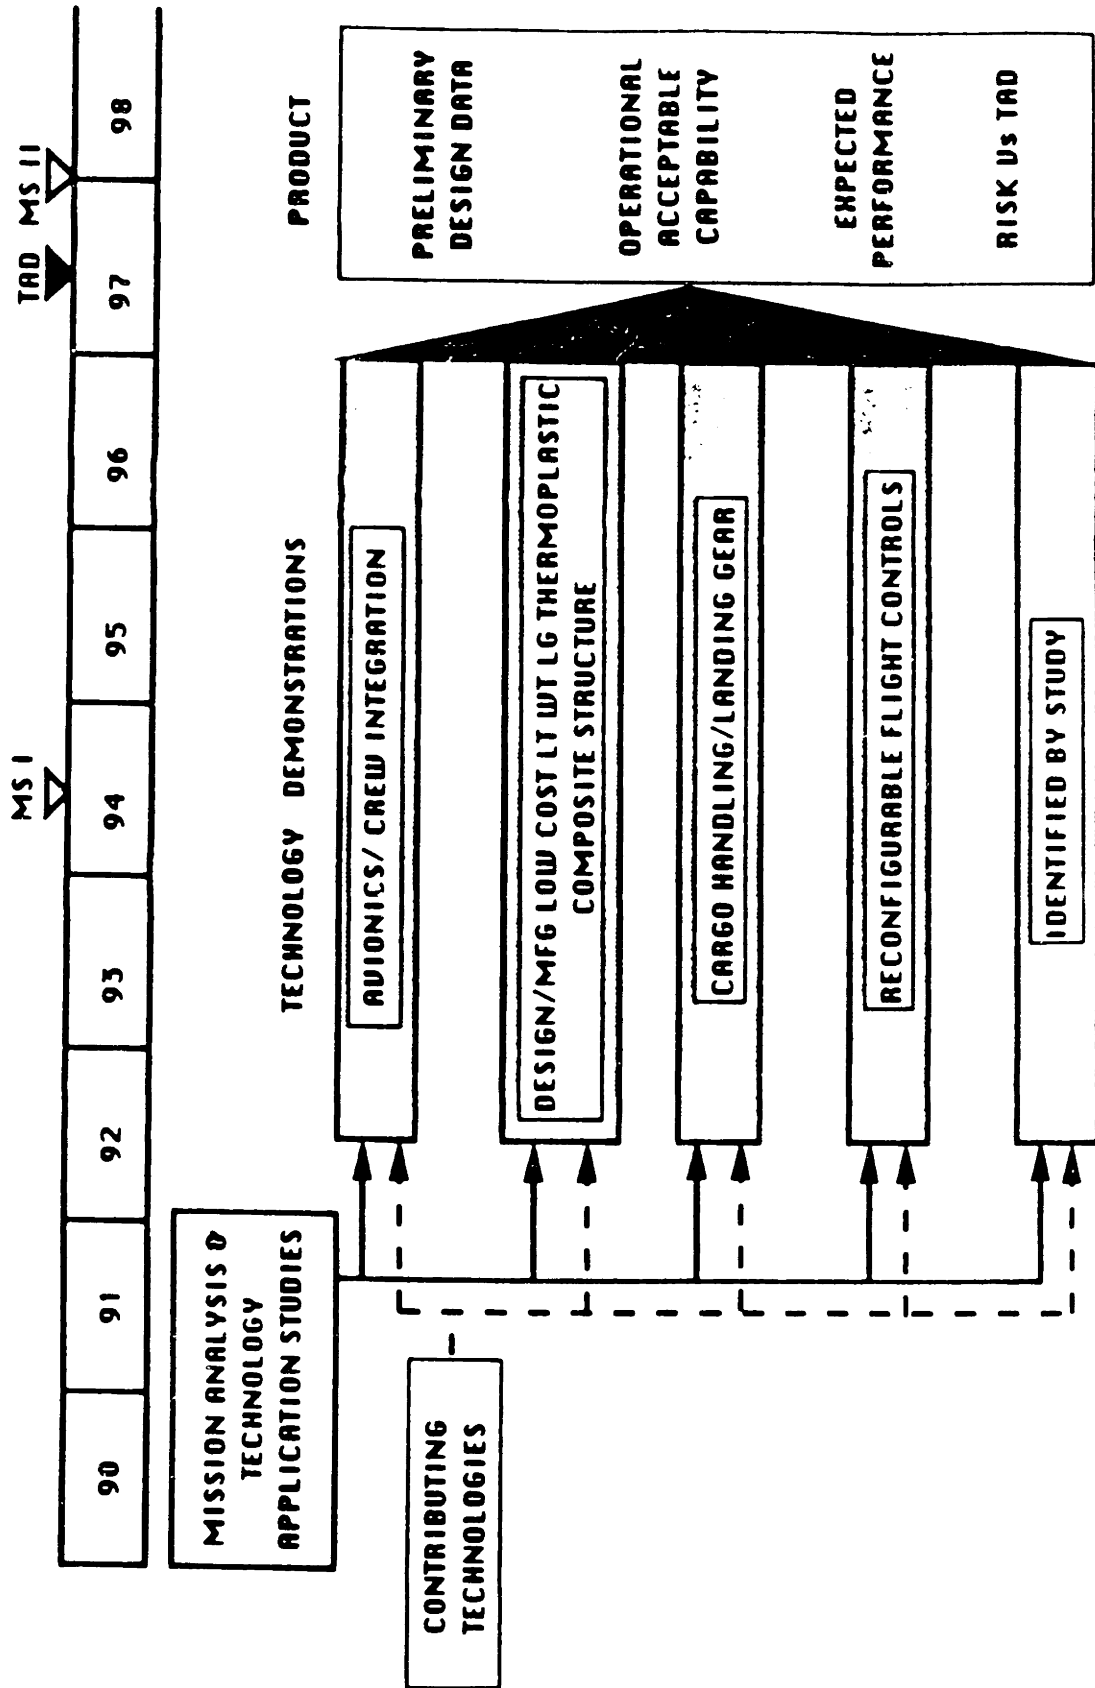 MS I
TAD MS II
90 91 92 93 94 95 96 97 98
MISSION ANALYSIS &
TECHNOLOGY
APPLICATION STUDIES
CONTRIBUTING
TECHNOLOGIES
TECHNOLOGY DEMONSTRATIONS
AVIONICS/ CREW INTEGRATION
DESIGN/MFG LOW COST LT WT LG THERMOPLASTIC
COMPOSITE STRUCTURE
CARGO HANDLING/LANDING GEAR
RECONFIGURABLE FLIGHT CONTROLS
IDENTIFIED BY STUDY
PRODUCT
PRELIMINARY
DESIGN DATA
OPERATIONAL
ACCEPTABLE
CAPABILITY
EXPECTED
PERFORMANCE
RISK Vs TAD